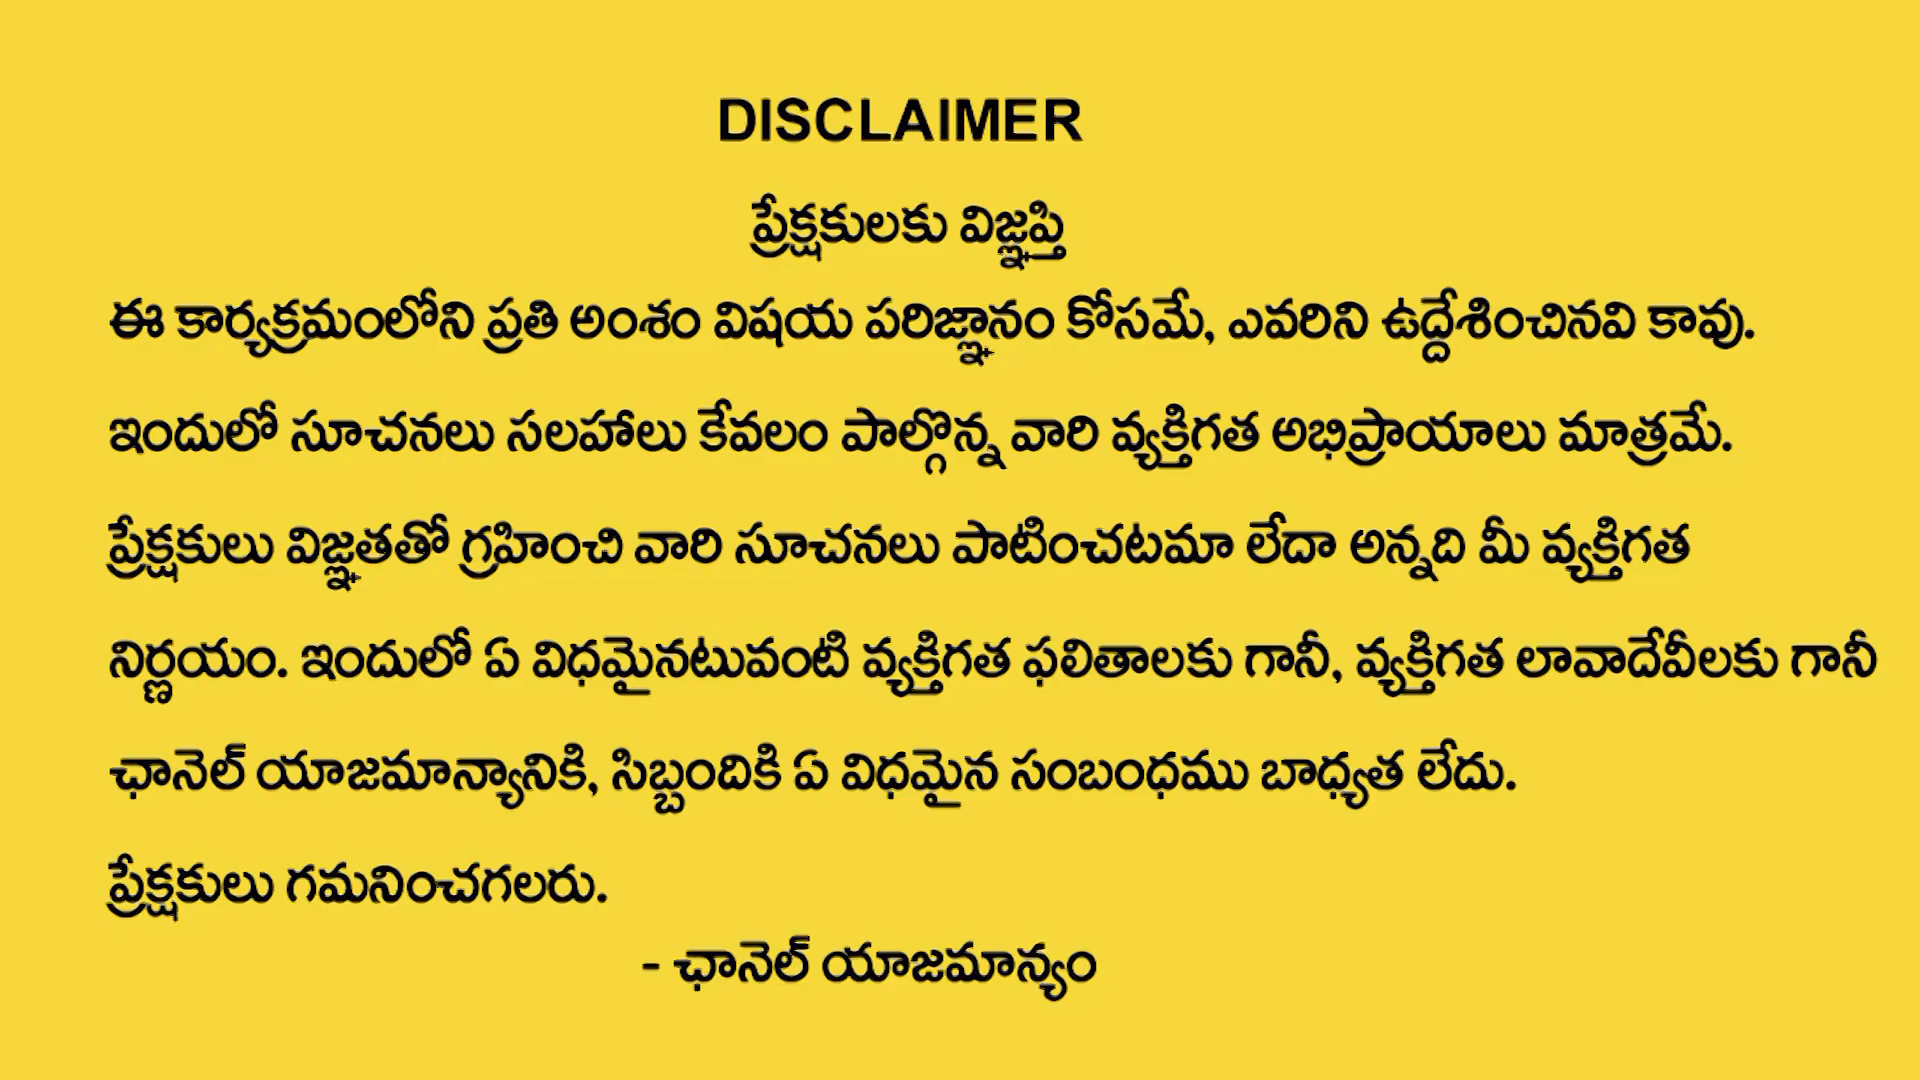 DISCLAIMER
ప్రేక్షకులకు విజ్ఞప్తి
ఈ కార్యక్రమంలోని ప్రతి అంశం విషయ పరిజ్ఞానం కోసమే, ఎవరిని ఉద్దేశించినవి కావు.
ఇందులో సూచనలు సలహాలు కేవలం పాల్గొన్న వారి వ్యక్తిగత అభిప్రాయాలు మాత్రమే.
ప్రేక్షకులు విజ్ఞతతో గ్రహించి వారి సూచనలు పాటించటమా లేదా అన్నది మీ వ్యక్తిగత
నిర్ణయం. ఇందులో ఏ విధమైనటువంటి వ్యక్తిగత ఫలితాలకు గానీ, వ్యక్తిగత లావాదేవీలకు గానీ
ఛానెల్ యాజమాన్యానికి, సిబ్బందికి ఏ విధమైన సంబంధము బాధ్యత లేదు.
ప్రేక్షకులు గమనించగలరు.
- ఛానెల్ యాజమాన్యం